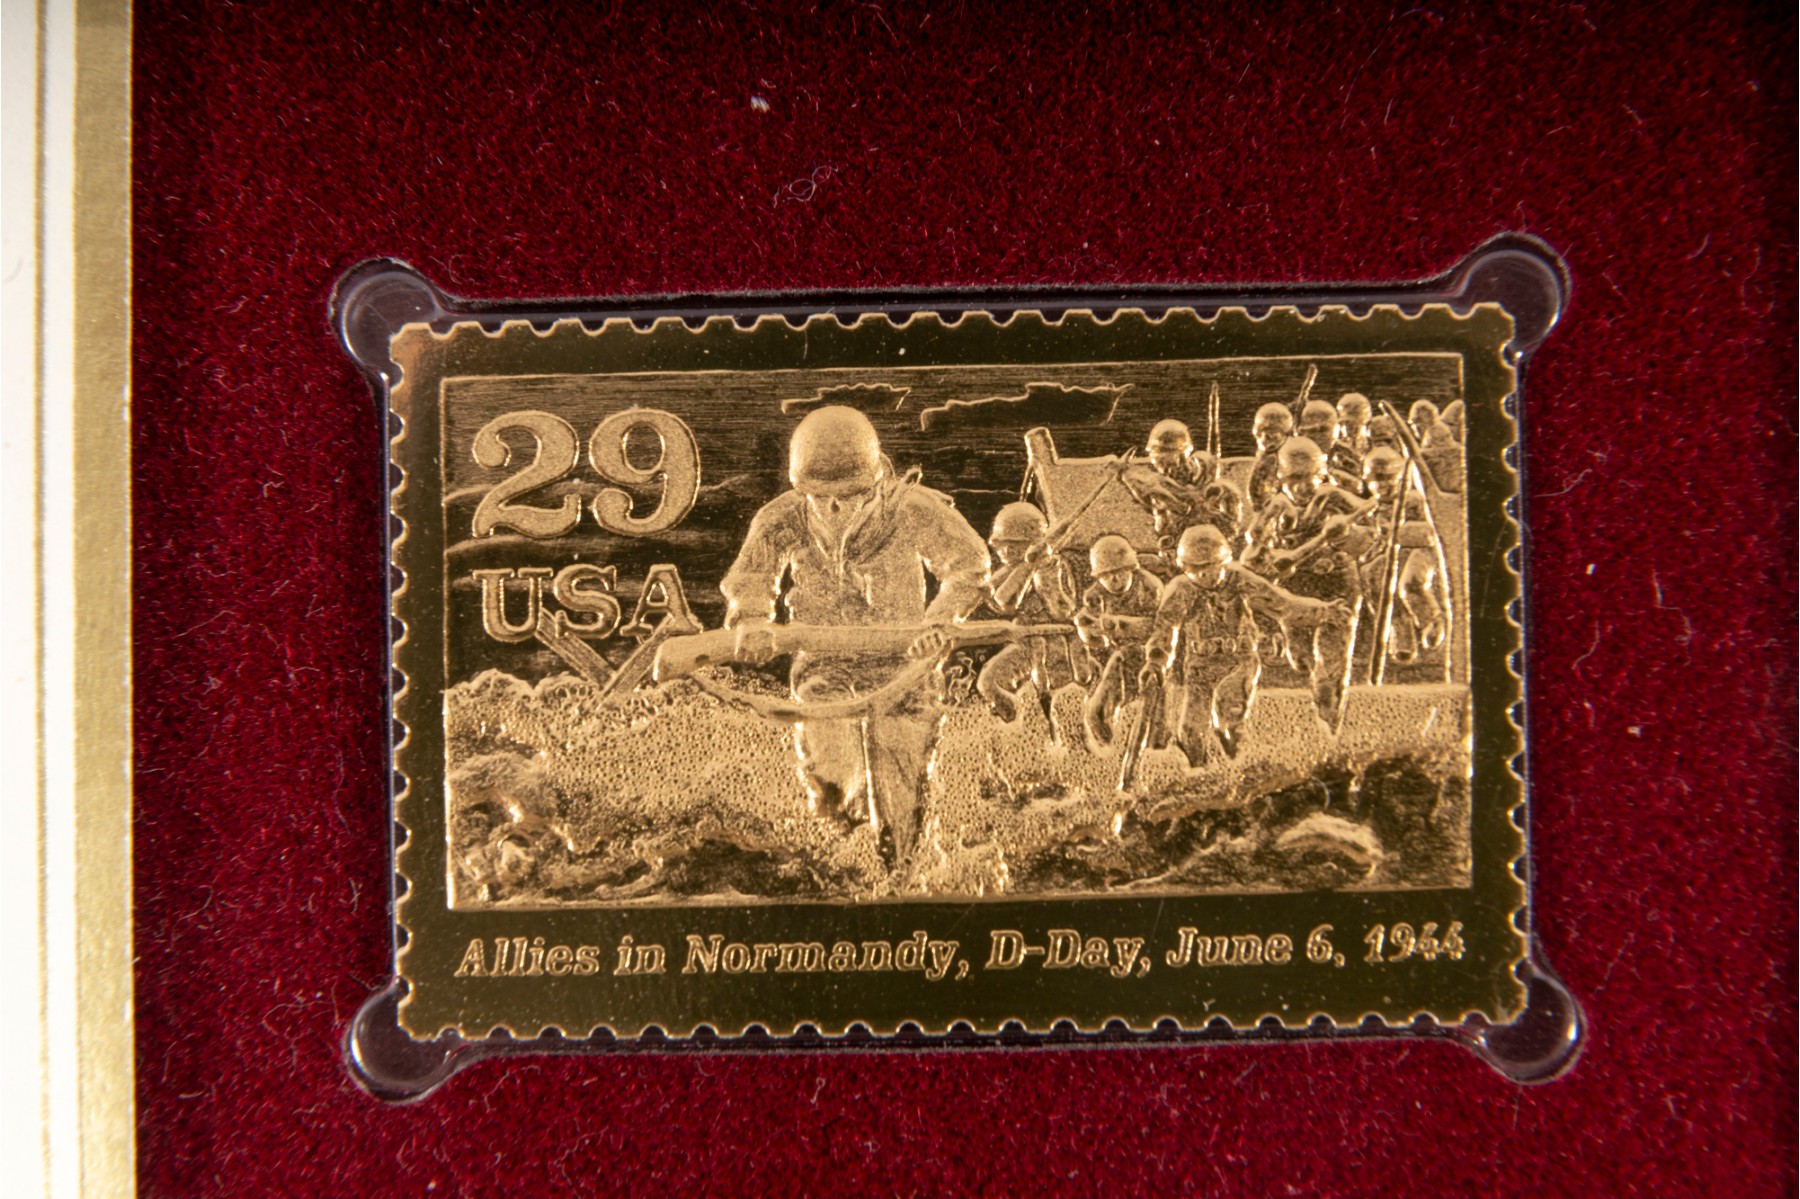 29
USA
Allies in Normandy, D-Day, June 6, 1944